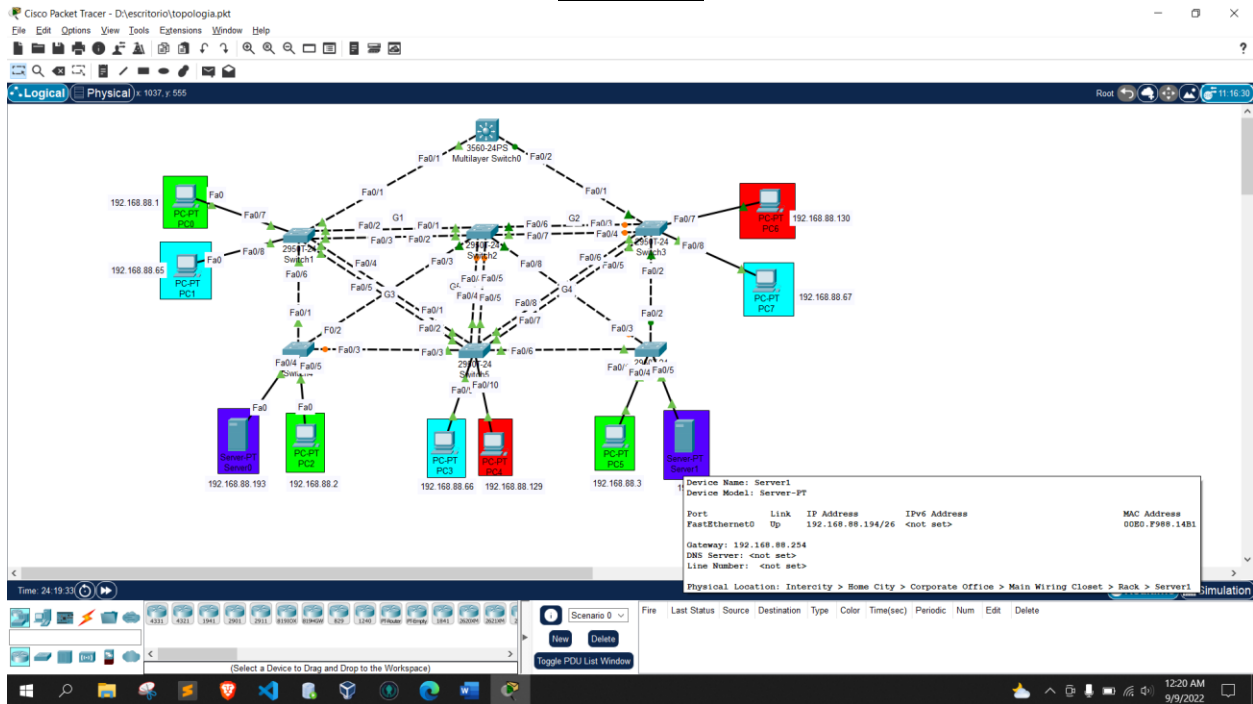 Cisco Packet Tracer - D:\escritorio\topologia.pkt
File Edit Options View Tools Extensions Window Help
?
Logical Physical x: 1037, y: 555
Root 11:16:30
3560-24PS
Multilayer Switch0
Fa0/1 Fa0/2
Fa0/1 Fa0/1
192.168.88.1
PC-PT
PC0
Fa0
Fa0/7
192.168.88.65
PC-PT
PC1
Fa0
Fa0/8
Switch1
Fa0/2 G1 Fa0/1
Fa0/3 Fa0/2
Switch2
Fa0/6 G2 Fa0/3
Fa0/7 Fa0/4
Switch3
Fa0/7
PC-PT
PC6
192.168.88.130
Fa0/8
PC-PT
PC7
192.168.88.67
Fa0/6
Fa0/4
Fa0/5
G3
Fa0/3
Fa0/5
Fa0/4 Fa0/5
Fa0/8
Fa0/6
Fa0/5
G4
Fa0/2
Fa0/1
F0/2
Fa0/1
Fa0/2
Fa0/8
Fa0/7
Fa0/3
Fa0/2
Fa0/3
Fa0/3
Fa0/6
Fa0/4 Fa0/5
Fa0/10
Fa0/4 Fa0/5
Fa0
Fa0
Server-PT
Server0
192.168.88.193
PC-PT
PC2
192.168.88.2
PC-PT
PC3
192.168.88.66
PC-PT
PC4
192.168.88.129
PC-PT
PC5
192.168.88.3
Server-PT
Server1
Device Name: Server1
Device Model: Server-PT
Port Link IP Address IPv6 Address MAC Address
FastEthernet0 Up 192.168.88.194/26 <not set> 00E0.F988.14B1
Gateway: 192.168.88.254
DNS Server: <not set>
Line Number: <not set>
Physical Location: Intercity > Home City > Corporate Office > Main Wiring Closet > Rack > Server1
Time: 24:19:33
Simulation
4331 4321 1941 2901 2911 819IOX 819HGW 829 1240 PT-Router PT-Empty 1841 2620XM 2621XM
(Select a Device to Drag and Drop to the Workspace)
Scenario 0
New Delete
Toggle PDU List Window
Fire Last Status Source Destination Type Color Time(sec) Periodic Num Edit Delete
12:20 AM
9/9/2022